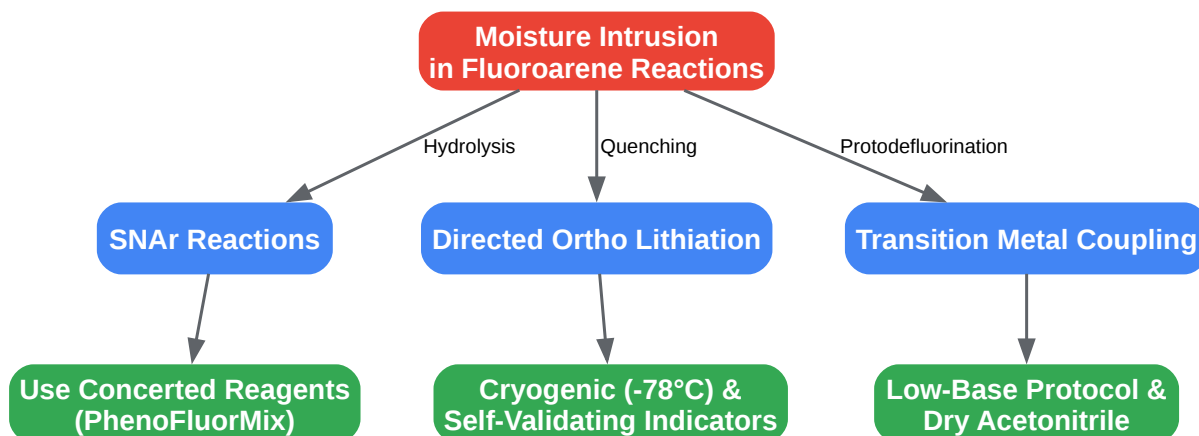 Moisture Intrusion
in Fluoroarene Reactions
Hydrolysis
Quenching
Protodefluorination
SNAr Reactions
Directed Ortho Lithiation
Transition Metal Coupling
Use Concerted Reagents
(PhenoFluorMix)
Cryogenic (-78°C) &
Self-Validating Indicators
Low-Base Protocol &
Dry Acetonitrile